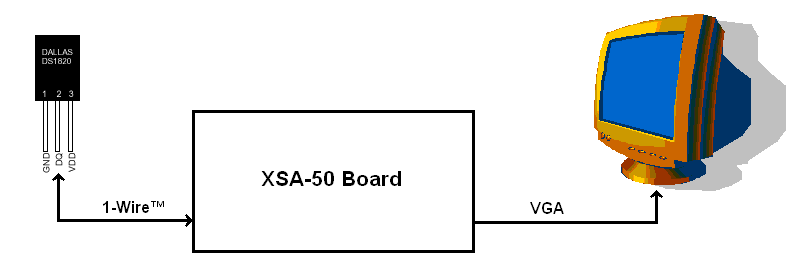 DALLAS
DS1820
1 2 3
GND DQ VDD
1-Wire™
XSA-50 Board
VGA